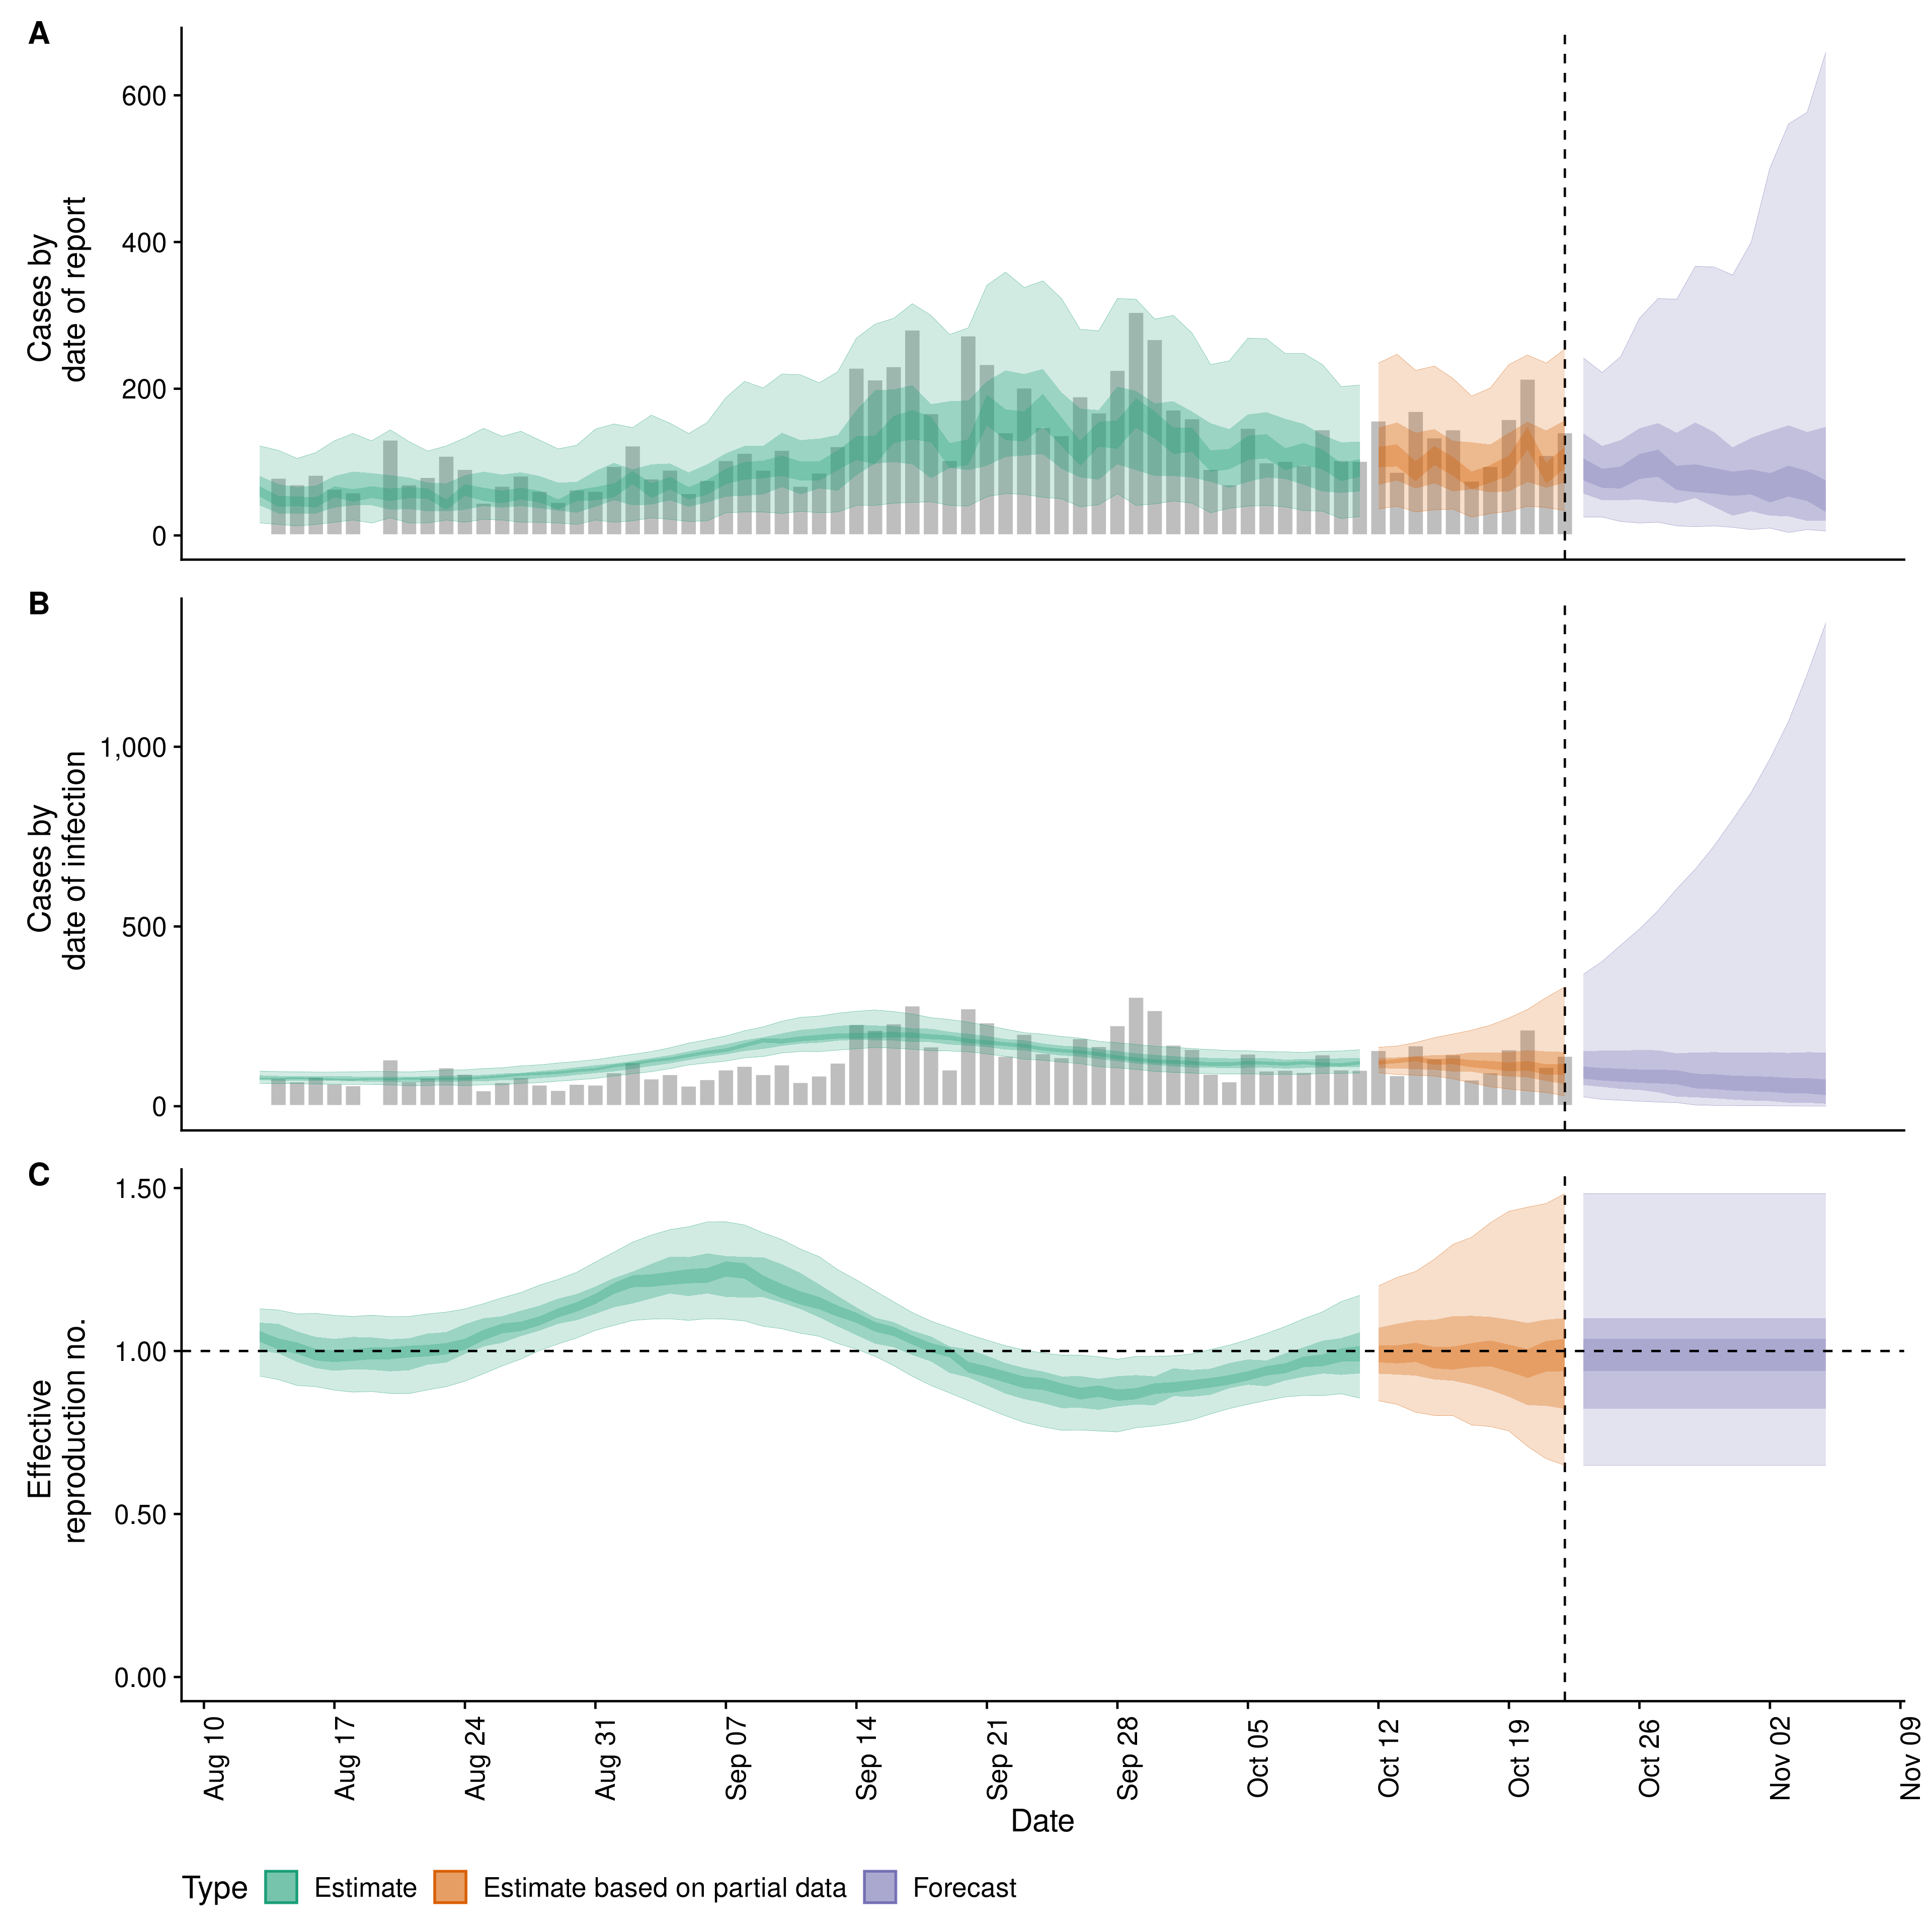 A
600
400
200
0
Cases by
date of report
B
1,000
500
0
Cases by
date of infection
C
1.50
1.00
0.50
0.00
Effective
reproduction no.
Aug 10
Aug 17
Aug 24
Aug 31
Sep 07
Sep 14
Sep 21
Sep 28
Oct 05
Oct 12
Oct 19
Oct 26
Nov 02
Nov 09
Date
Type Estimate Estimate based on partial data Forecast